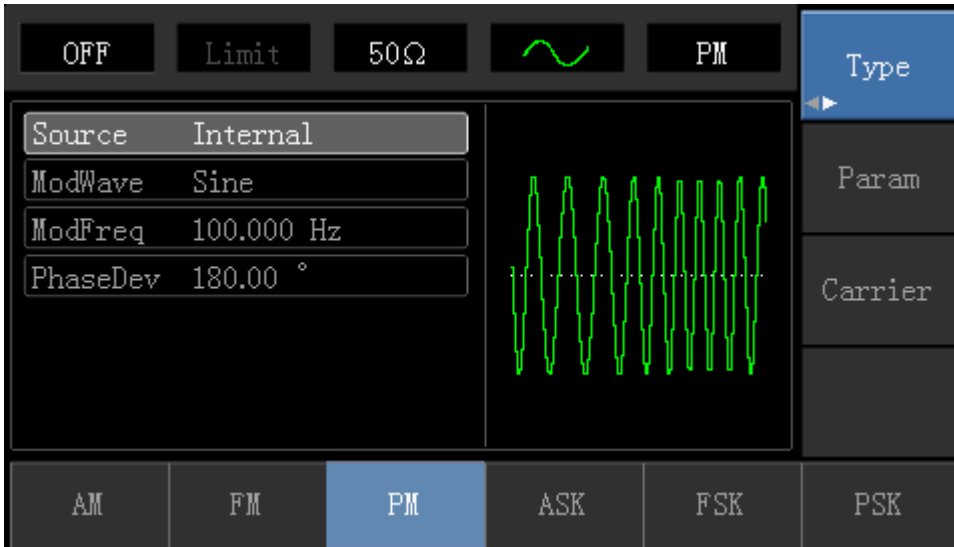 OFF Limit 50Ω PM Type
Source Internal
ModWave Sine
ModFreq 100.000 Hz
PhaseDev 180.00 °
Param
Carrier
AM FM PM ASK FSK PSK